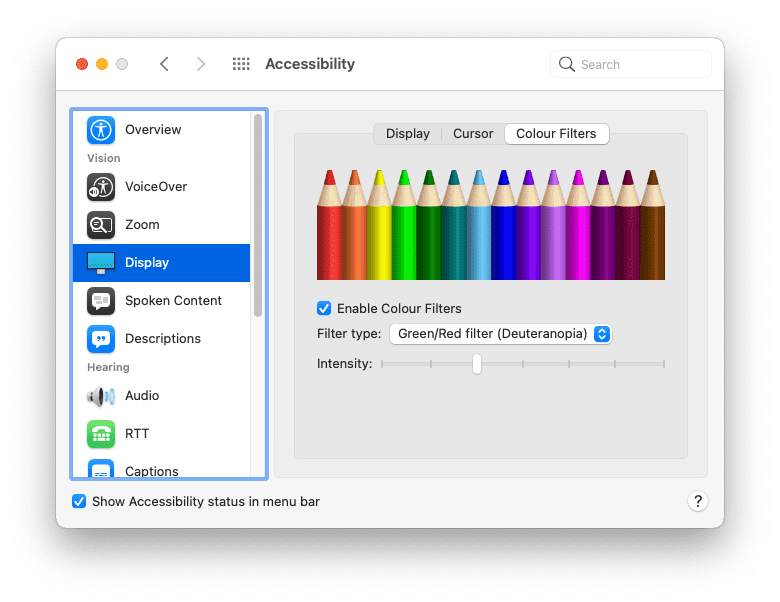 Accessibility
Search
Overview
Vision
VoiceOver
Zoom
Display
Spoken Content
Descriptions
Hearing
Audio
RTT
Captions
Display Cursor Colour Filters
Enable Colour Filters
Filter type: Green/Red filter (Deuteranopia)
Intensity:
Show Accessibility status in menu bar
?